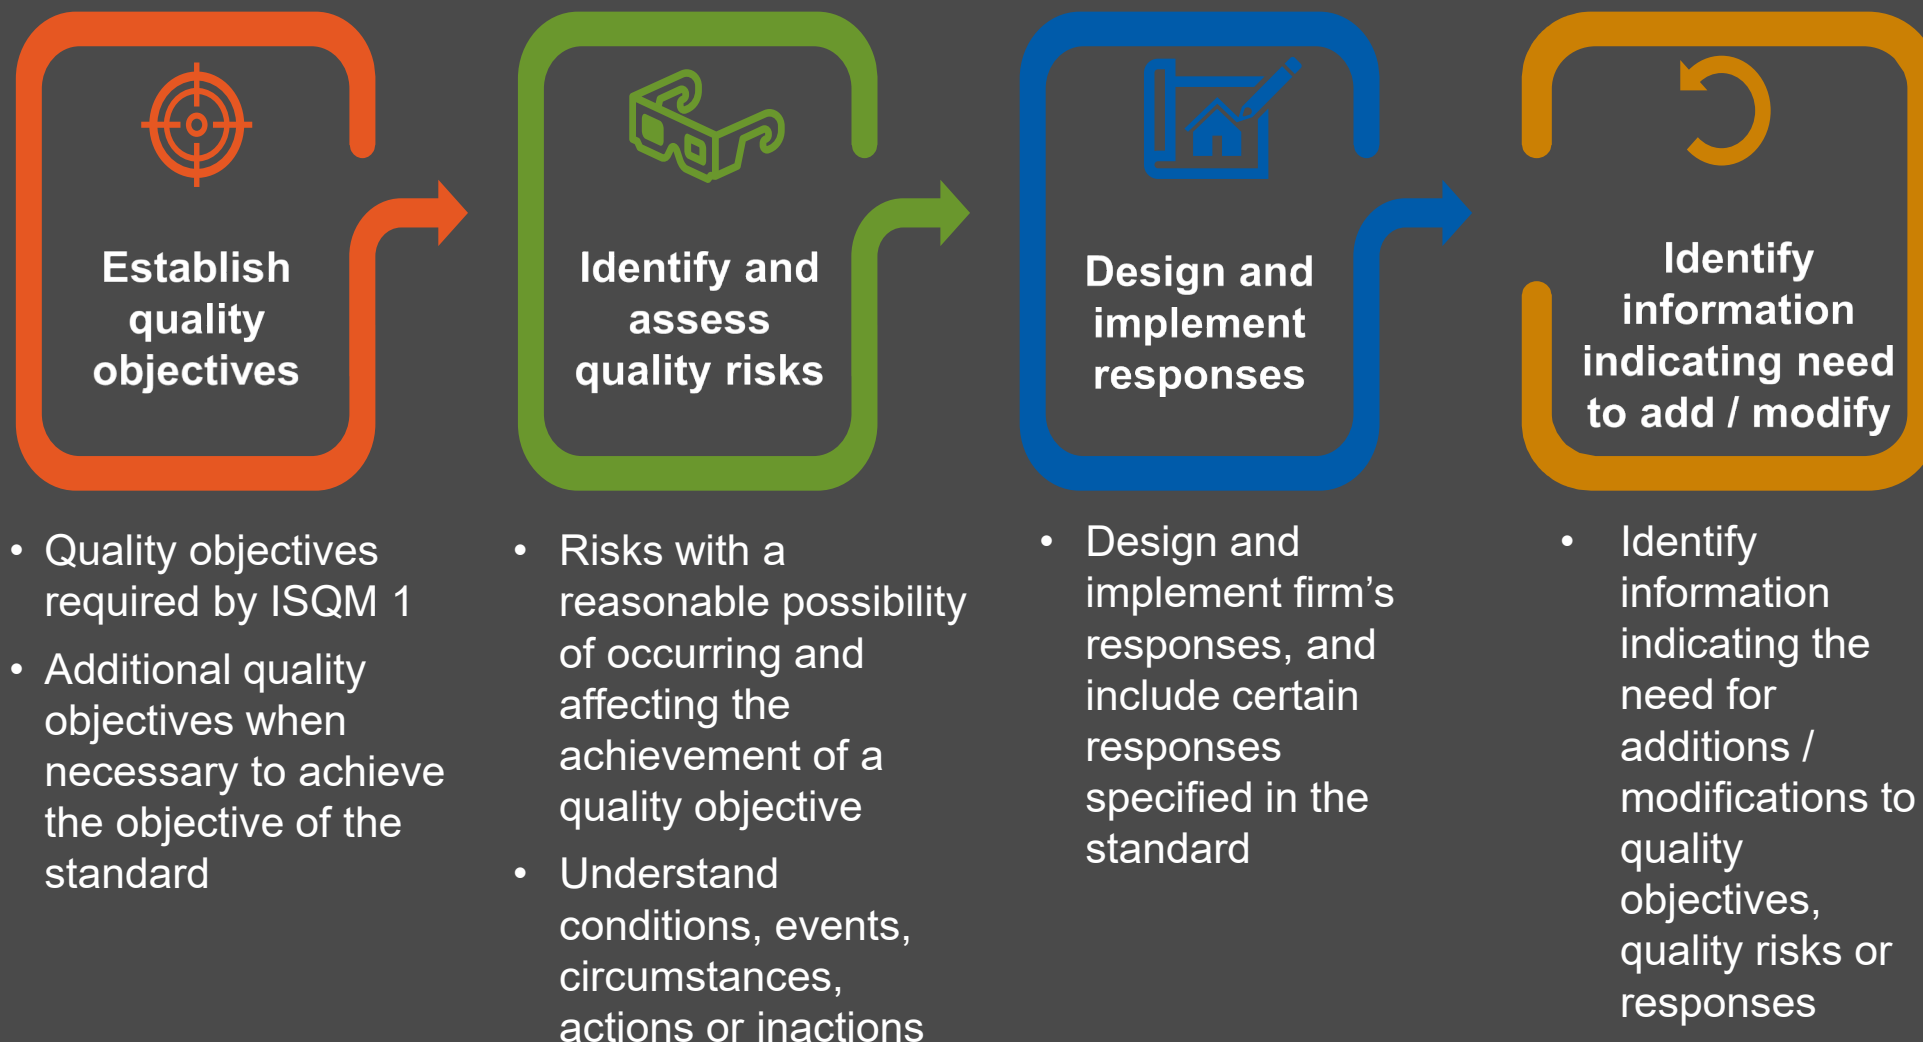 Establish
quality
objectives
Identify and
assess
quality risks
Design and
implement
responses
Identify
information
indicating need
to add / modify
• Quality objectives
required by ISQM 1
• Additional quality
objectives when
necessary to achieve
the objective of the
standard
• Risks with a
reasonable possibility
of occurring and
affecting the
achievement of a
quality objective
• Understand
conditions, events,
circumstances,
actions or inactions
• Design and
implement firm’s
responses, and
include certain
responses
specified in the
standard
• Identify
information
indicating the
need for
additions /
modifications to
quality
objectives,
quality risks or
responses